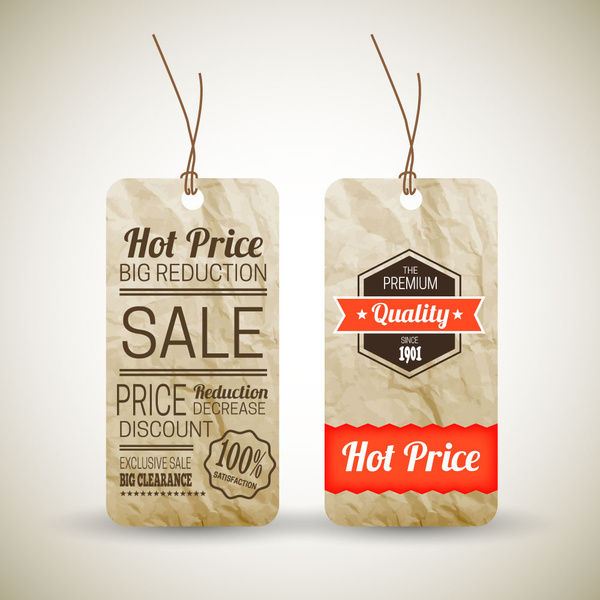 Hot Price
BIG REDUCTION
SALE
PRICE
Reduction
DECREASE
DISCOUNT
EXCLUSIVE SALE
BIG CLEARANCE
100%
SATISFACTION
THE
PREMIUM
Quality
SINCE
1901
Hot Price